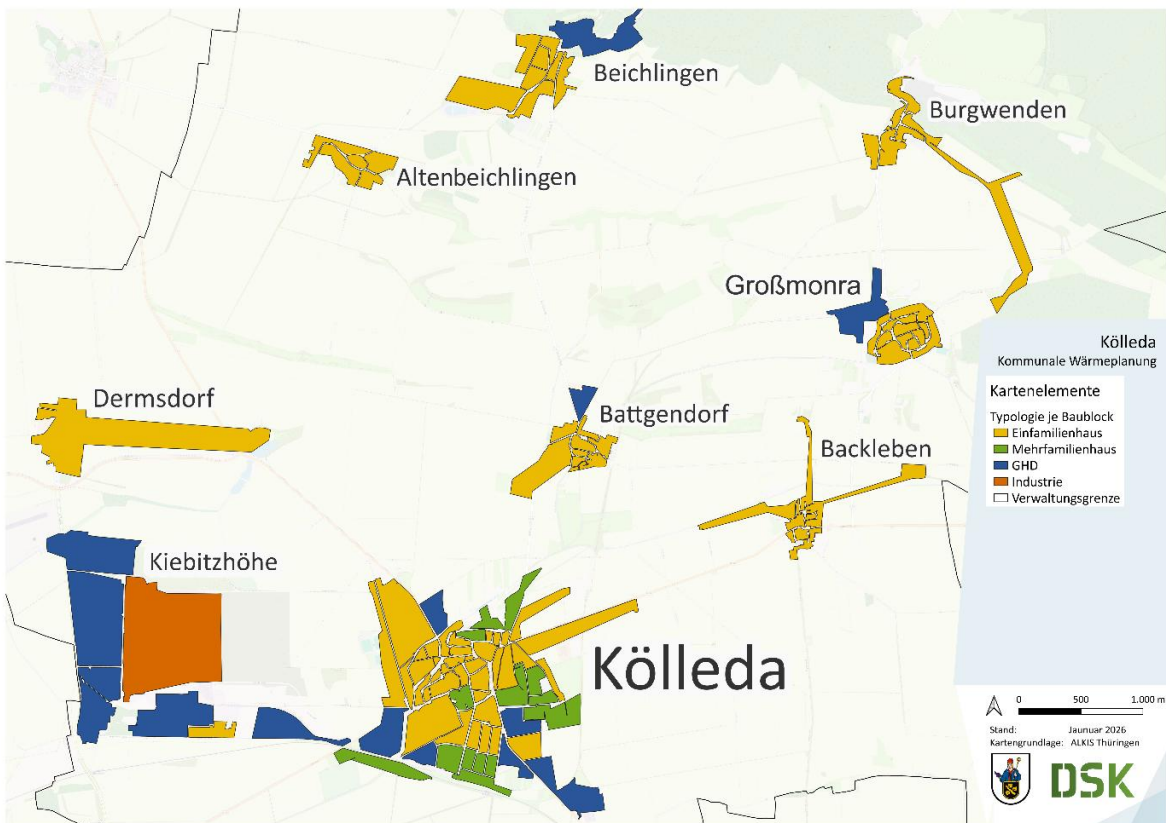 Beichlingen
Burgwenden
Altenbeichlingen
Großmonra
Dermsdorf
Battgendorf
Backleben
Kiebitzhöhe
Kölleda
Kölleda
Kommunale Wärmeplanung
Kartenelemente
Typologie je Baublock
Einfamilienhaus
Mehrfamilienhaus
GHD
Industrie
Verwaltungsgrenze
0 500 1.000 m
Stand: Jaunuar 2026
Kartengrundlage: ALKIS Thüringen
DSK